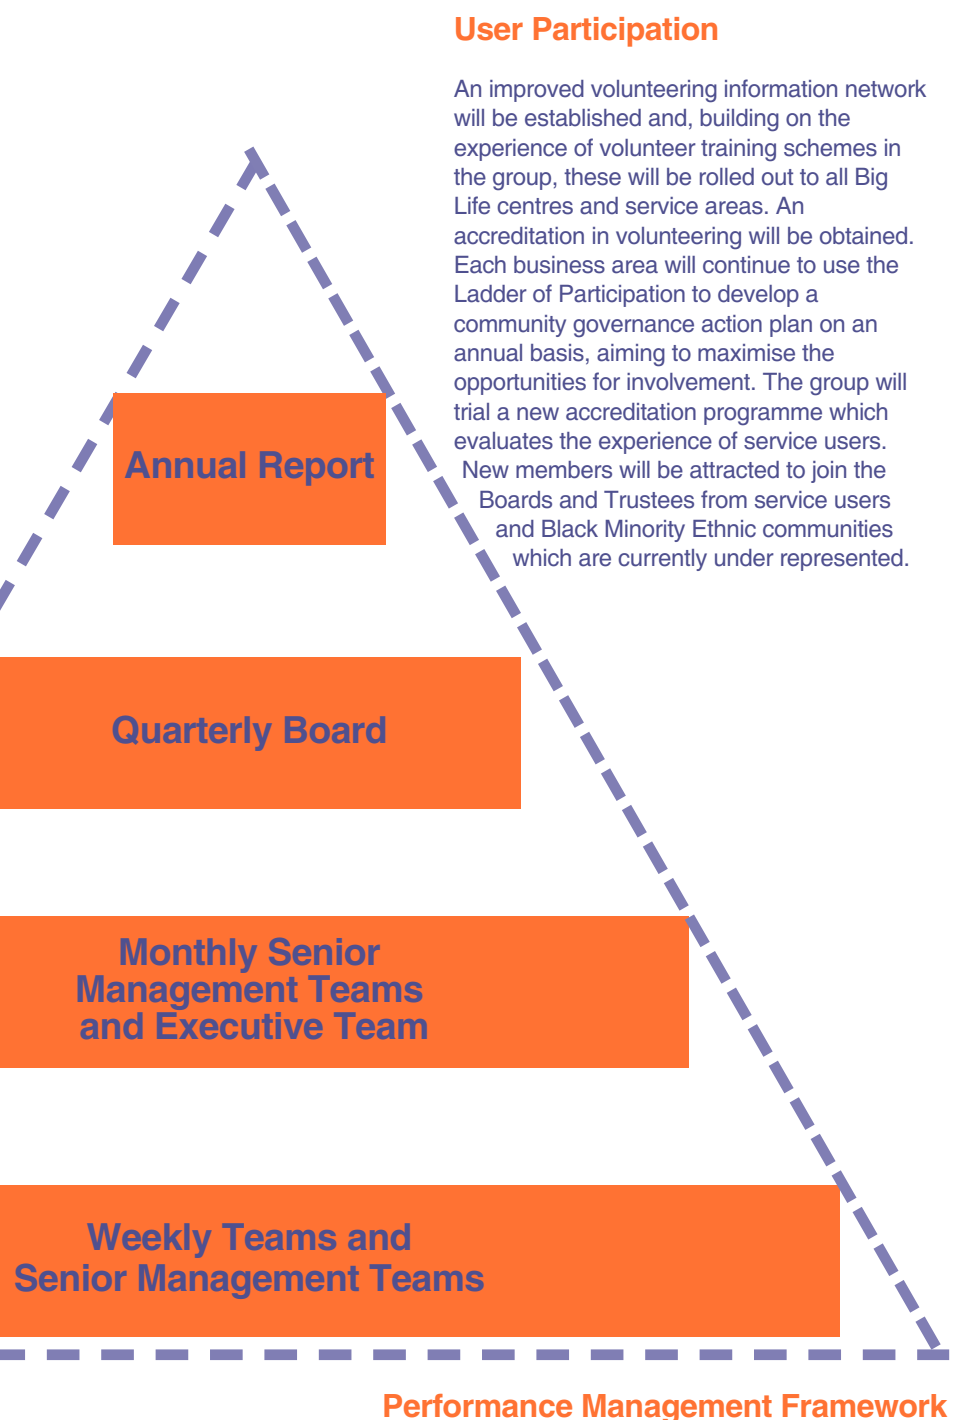 User Participation
An improved volunteering information network
will be established and, building on the
experience of volunteer training schemes in
the group, these will be rolled out to all Big
Life centres and service areas. An
accreditation in volunteering will be obtained.
Each business area will continue to use the
Ladder of Participation to develop a
community governance action plan on an
annual basis, aiming to maximise the
opportunities for involvement. The group will
trial a new accreditation programme which
evaluates the experience of service users.
New members will be attracted to join the
Boards and Trustees from service users
and Black Minority Ethnic communities
which are currently under represented.
Annual Report
Quarterly Board
Monthly Senior
Management Teams
and Executive Team
Weekly Teams and
Senior Management Teams
Performance Management Framework